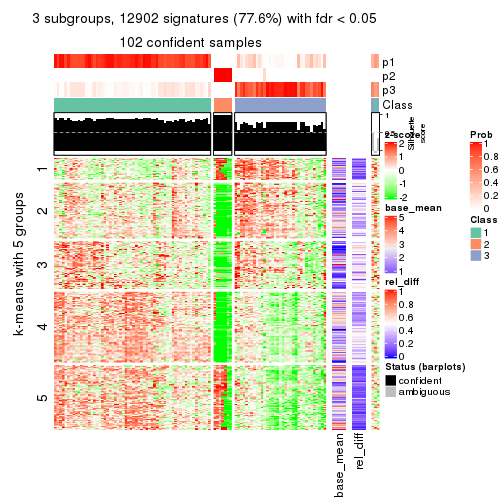 3 subgroups, 12902 signatures (77.6%) with fdr < 0.05
102 confident samples
p1
p2
p3
Class
1
0
Silhouette
score
z-score
2
1
0
-1
-2
Prob
1
0.8
0.6
0.4
0.2
0
Class
1
2
3
base_mean
5
4
3
2
1
rel_diff
1
0.8
0.6
0.4
0.2
0
Status (barplots)
confident
ambiguous
k-means with 5 groups
1
2
3
4
5
base_mean
rel_diff